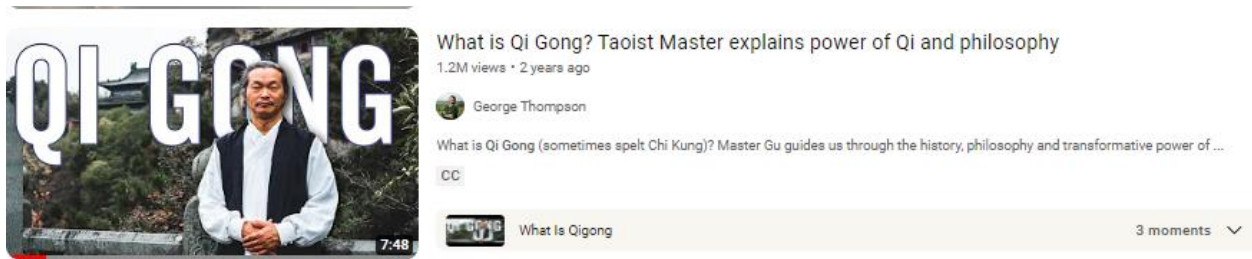 QI GONG
7:48
What is Qi Gong? Taoist Master explains power of Qi and philosophy
1.2M views • 2 years ago
George Thompson
What is Qi Gong (sometimes spelt Chi Kung)? Master Gu guides us through the history, philosophy and transformative power of ...
CC
QI GONG
What Is Qigong
3 moments